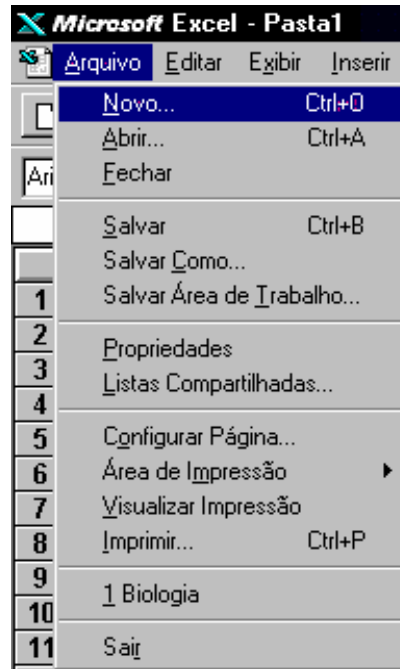 Microsoft Excel - Pasta1
Arquivo Editar Exibir Inserir
Novo... Ctrl+O
Abrir... Ctrl+A
Ari
Fechar
Salvar Ctrl+B
Salvar Como...
1 Salvar Área de Trabalho...
2
Propriedades
3
Listas Compartilhadas...
4
5 Configurar Página...
6 Área de Impressão
7 Visualizar Impressão
8 Imprimir... Ctrl+P
9
1 Biologia
10
11 Sair